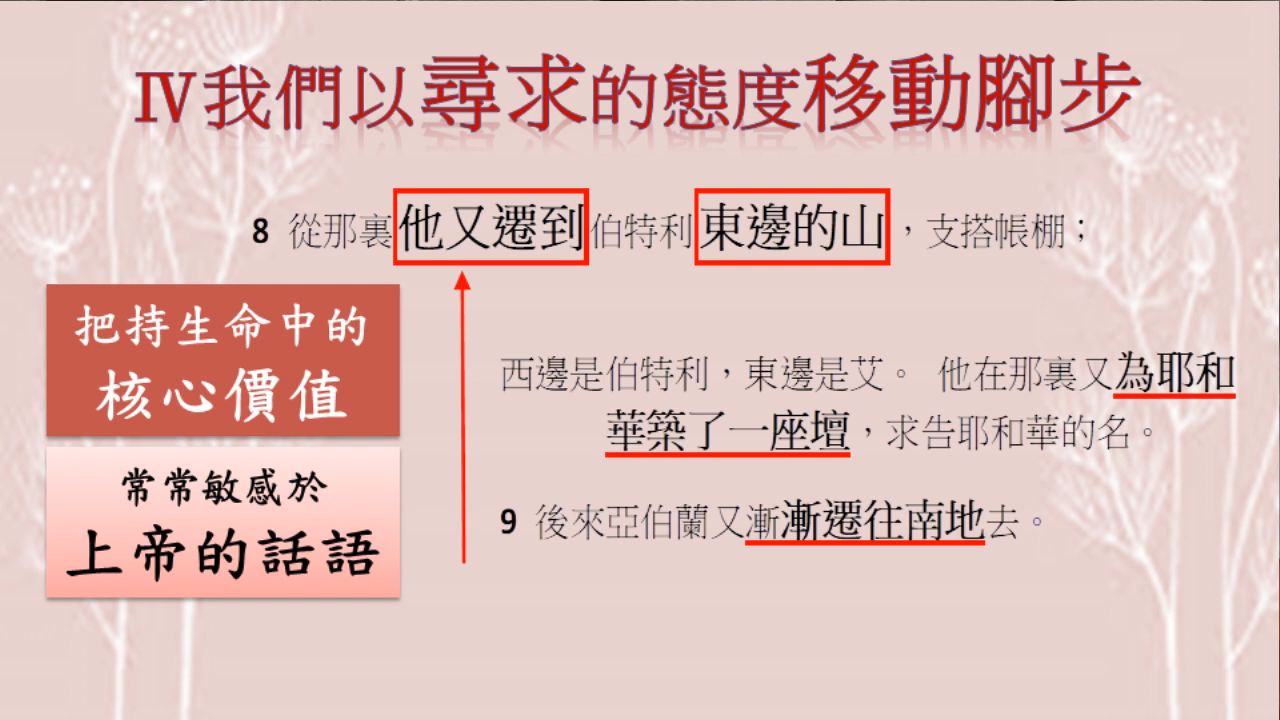 Ⅳ我們以尋求的態度移動腳步
8 從那裏他又遷到伯特利東邊的山，支搭帳棚；
把持生命中的
核心價值
常常敏感於
上帝的話語
西邊是伯特利，東邊是艾。 他在那裏又為耶和
華築了一座壇，求告耶和華的名。
9 後來亞伯蘭又漸漸遷往南地去。